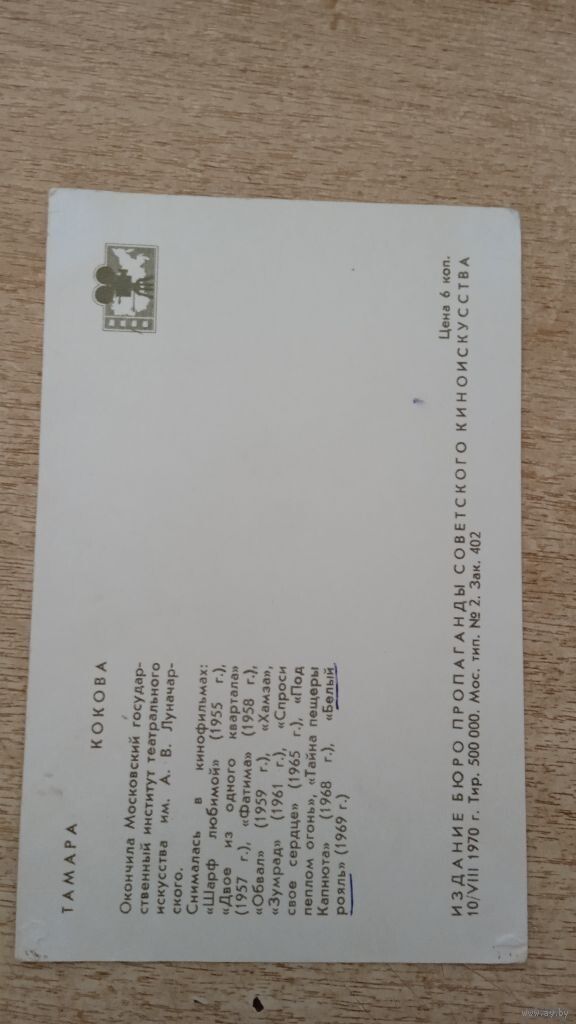 ТАМАРА
КОКОВА
Окончила Московский государ-
ственный институт театрального
искусства им. А. В. Луначар-
ского.
Снималась в кинофильмах:
«Шарф любимой» (1955 г.),
«Двое из одного квартала»
(1957 г.), «Фатима» (1958 г.),
«Обвал» (1959 г.), «Хамза»,
«Зумрад» (1961 г.), «Спроси
свое сердце» (1965 г.), «Под
пеплом огонь», «Тайна пещеры
Капнюта» (1968 г.), «Белый
рояль» (1969 г.)
Цена 6 коп.
ИЗДАНИЕ БЮРО ПРОПАГАНДЫ СОВЕТСКОГО КИНОИСКУССТВА
10/VIII 1970 г. Тир. 500 000. Мос. тип. № 2. Зак. 402
www.ay.by